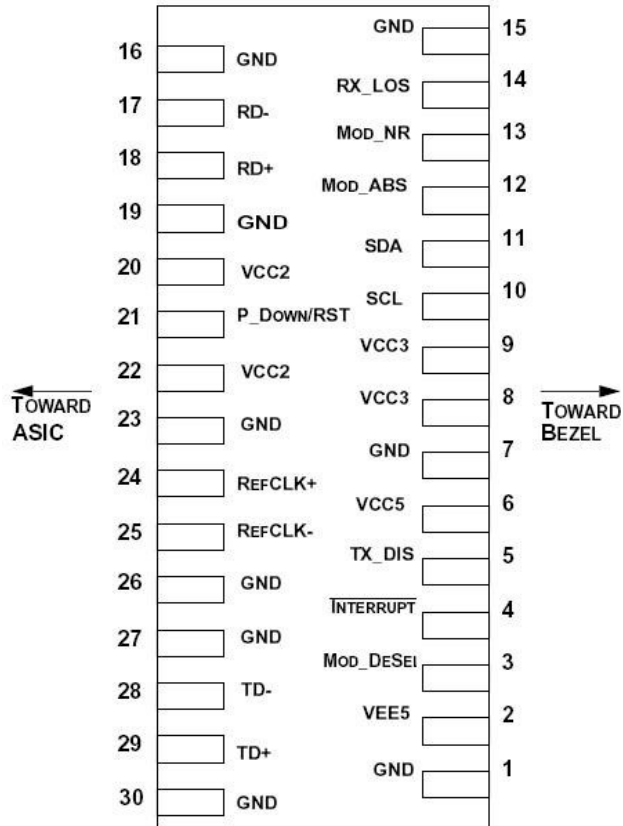 GND 15
16 GND
RX_LOS 14
17 RD-
MOD_NR 13
18 RD+
MOD_ABS 12
19 GND
SDA 11
20 VCC2
SCL 10
21 P_DOWN/RST
VCC3 9
22 VCC2
VCC3 8
TOWARD ASIC
TOWARD BEZEL
23 GND
GND 7
24 REFCLK+
VCC5 6
25 REFCLK-
TX_DIS 5
26 GND
INTERRUPT 4
27 GND
MOD_DESEL 3
28 TD-
VEE5 2
29 TD+
GND 1
30 GND